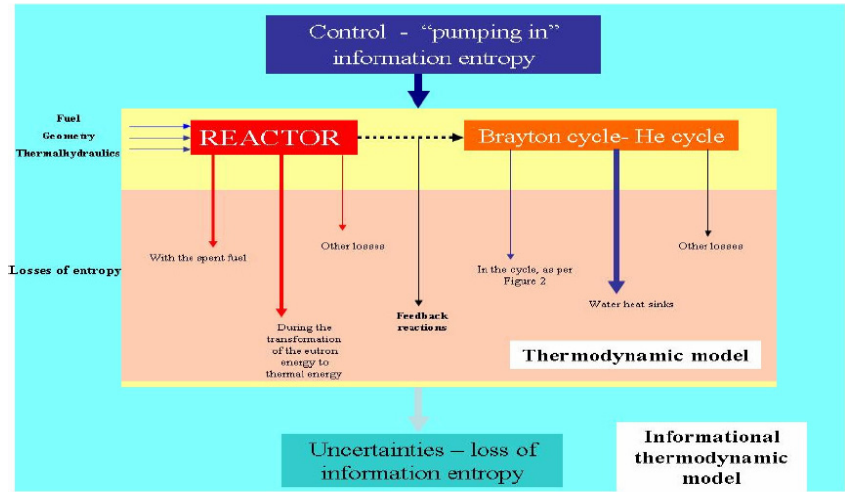 Control - "pumping in"
information entropy
Fuel
Geometry
Thermalhydraulics
REACTOR
Brayton cycle- He cycle
Losses of entropy
With the spent fuel
Other losses
During the
transformation
of the eutron
energy to
thermal energy
Feedback
reactions
In the cycle, as per
Figure 2
Water heat sinks
Other losses
Thermodynamic model
Uncertainties – loss of
information entropy
Informational
thermodynamic
model